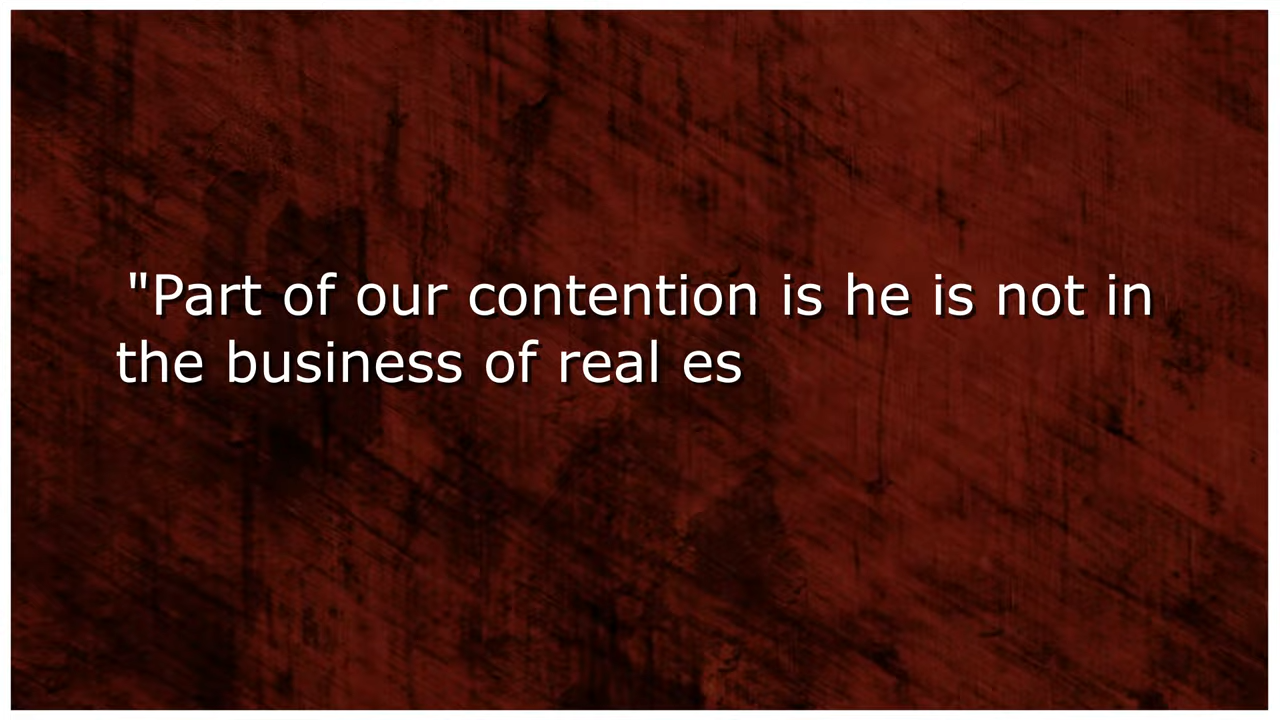 "Part of our contention is he is not in
the business of real es